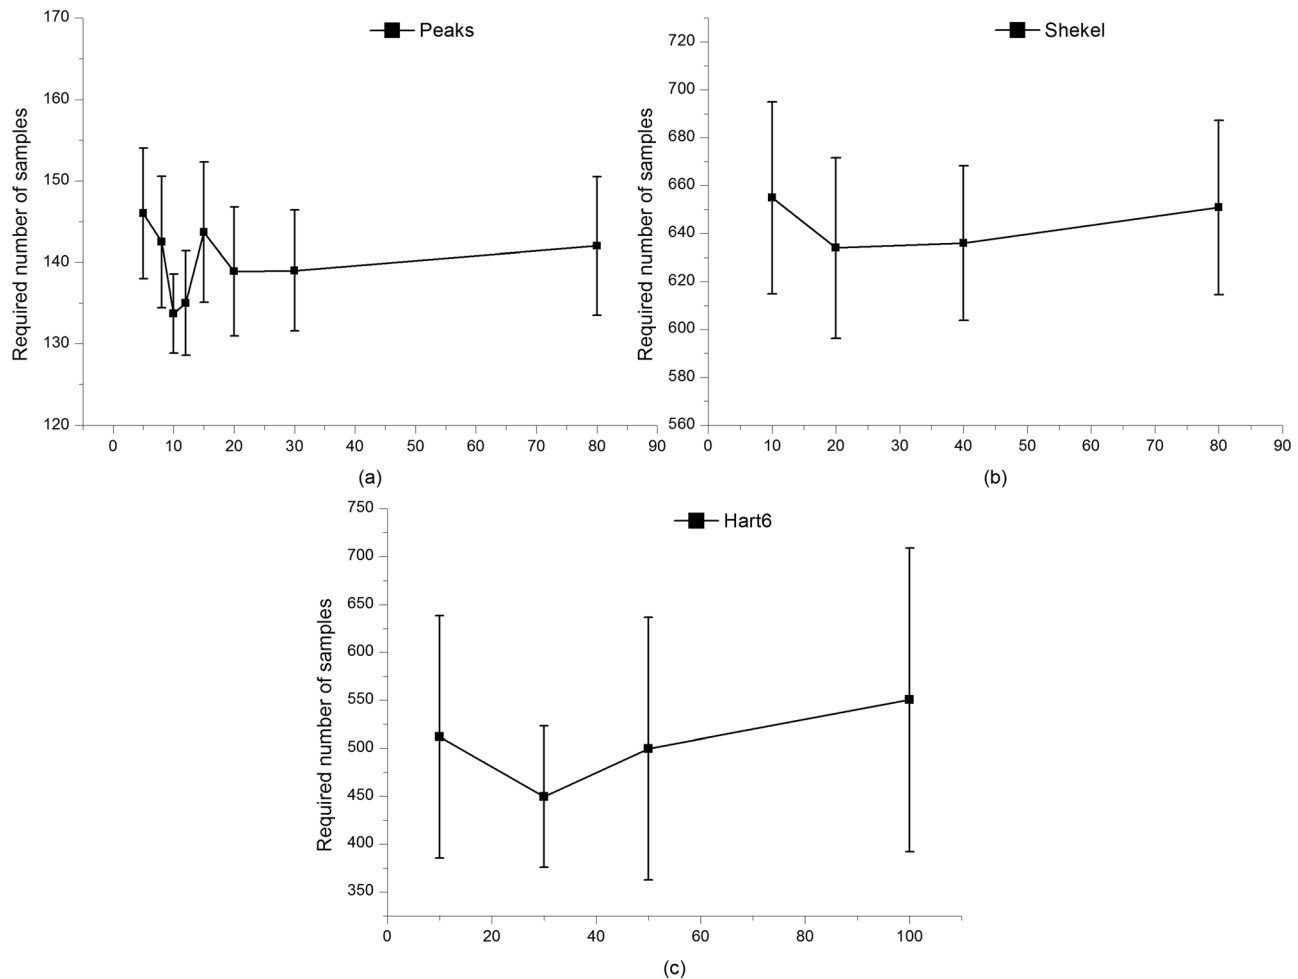 Peaks
Required number of samples
170
160
150
140
130
120
0 10 20 30 40 50 60 70 80 90
(a)
Shekel
Required number of samples
720
700
680
660
640
620
600
580
560
0 10 20 30 40 50 60 70 80 90
(b)
Hart6
Required number of samples
750
700
650
600
550
500
450
400
350
0 20 40 60 80 100
(c)